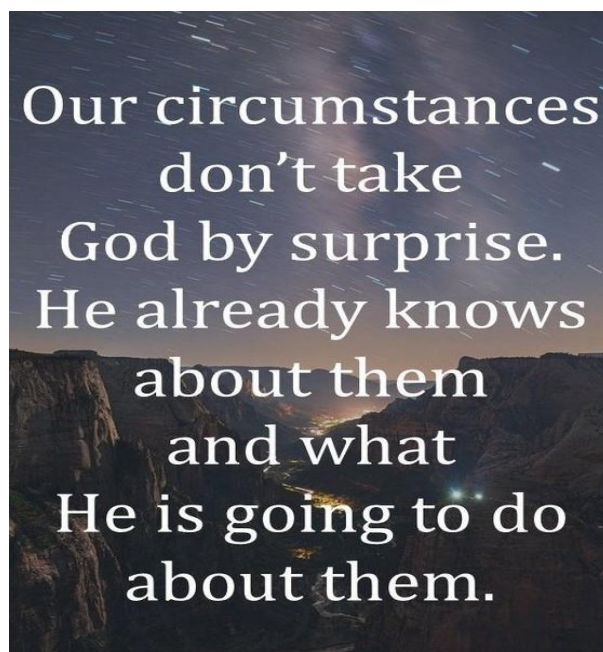 Our circumstances
don’t take
God by surprise.
He already knows
about them
and what
He is going to do
about them.